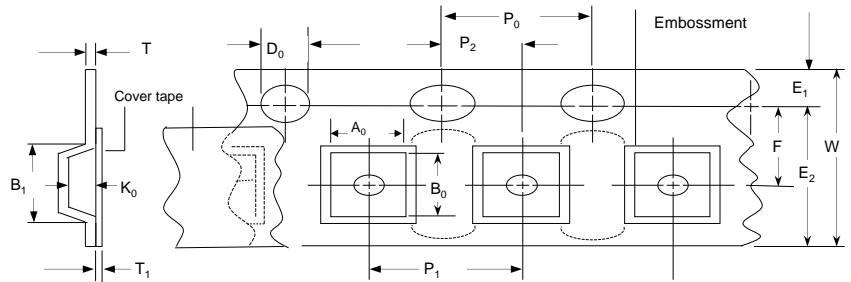 P₀
Embossment
T
D₀
P₂
E₁
Cover tape
A₀
F
W
B₁
K₀
B₀
E₂
T₁
P₁